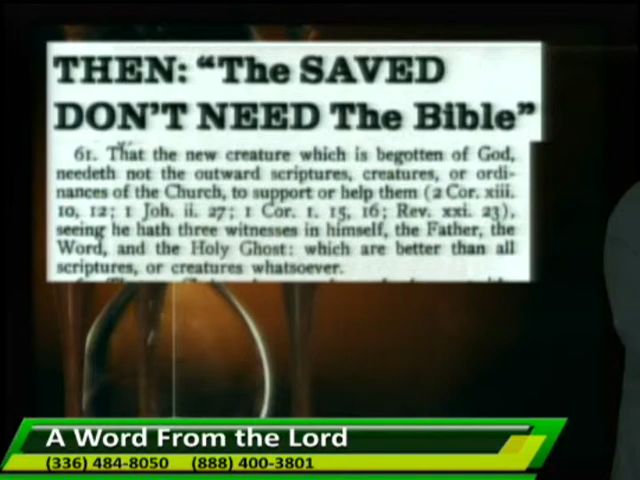 THEN: "The SAVED
DON'T NEED The Bible"
61. That the new creature which is begotten of God,
needeth not the outward scriptures, creatures, or ordi-
nances of the Church, to support or help them (2 Cor. xiii.
10, 12; 1 Joh. ii. 27; 1 Cor. 1. 15, 16; Rev. xxi. 23),
seeing he hath three witnesses in himself, the Father, the
Word, and the Holy Ghost: which are better than all
scriptures, or creatures whatsoever.
A Word From the Lord
(336) 484-8050 (888) 400-3801